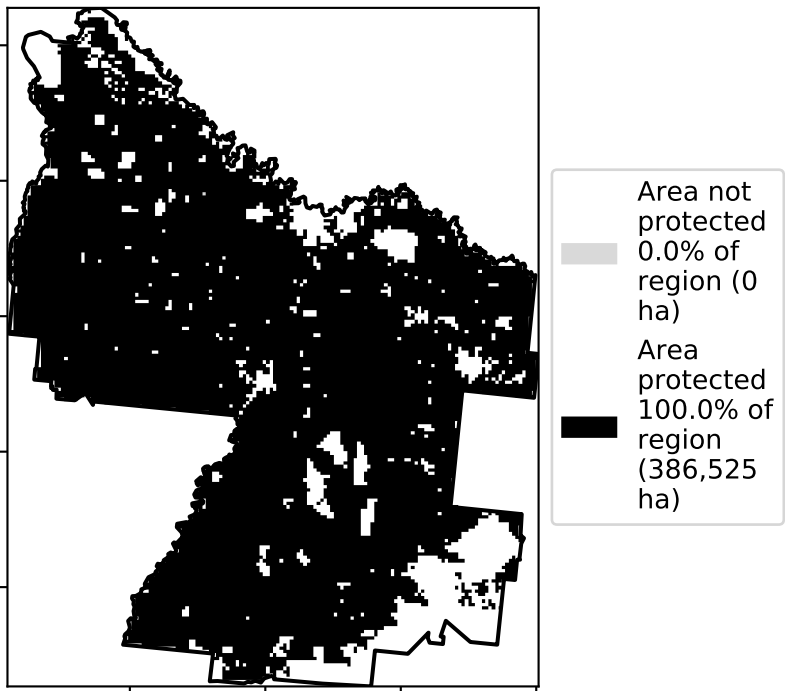 Area not
protected
0.0% of
region (0
ha)
Area
protected
100.0% of
region
(386,525
ha)